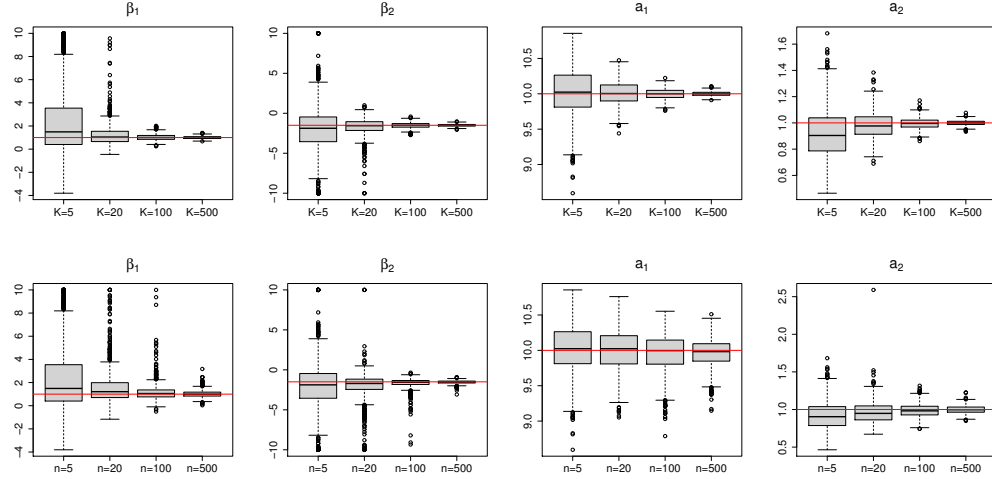 β1
β2
a1
a2
−4 −2 0 2 4 6 8 10
−10 −5 0 5 10
9.0 9.5 10.0 10.5
0.6 0.8 1.0 1.2 1.4 1.6
K=5 K=20 K=100 K=500
K=5 K=20 K=100 K=500
K=5 K=20 K=100 K=500
K=5 K=20 K=100 K=500
β1
β2
a1
a2
−4 −2 0 2 4 6 8 10
−10 −5 0 5 10
9.0 9.5 10.0 10.5
0.5 1.0 1.5 2.0 2.5
n=5 n=20 n=100 n=500
n=5 n=20 n=100 n=500
n=5 n=20 n=100 n=500
n=5 n=20 n=100 n=500